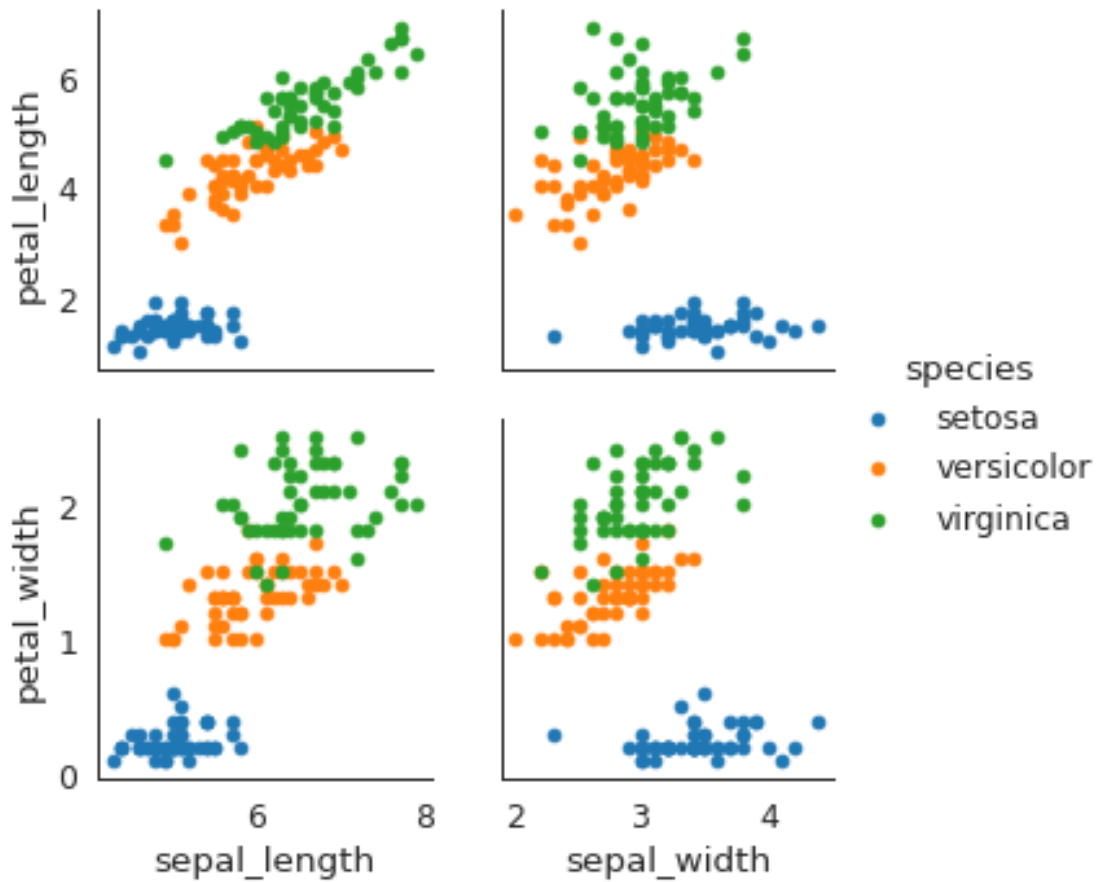 petal_length
6
4
2
petal_width
2
1
0
6
8
sepal_length
2
3
4
sepal_width
species
setosa
versicolor
virginica